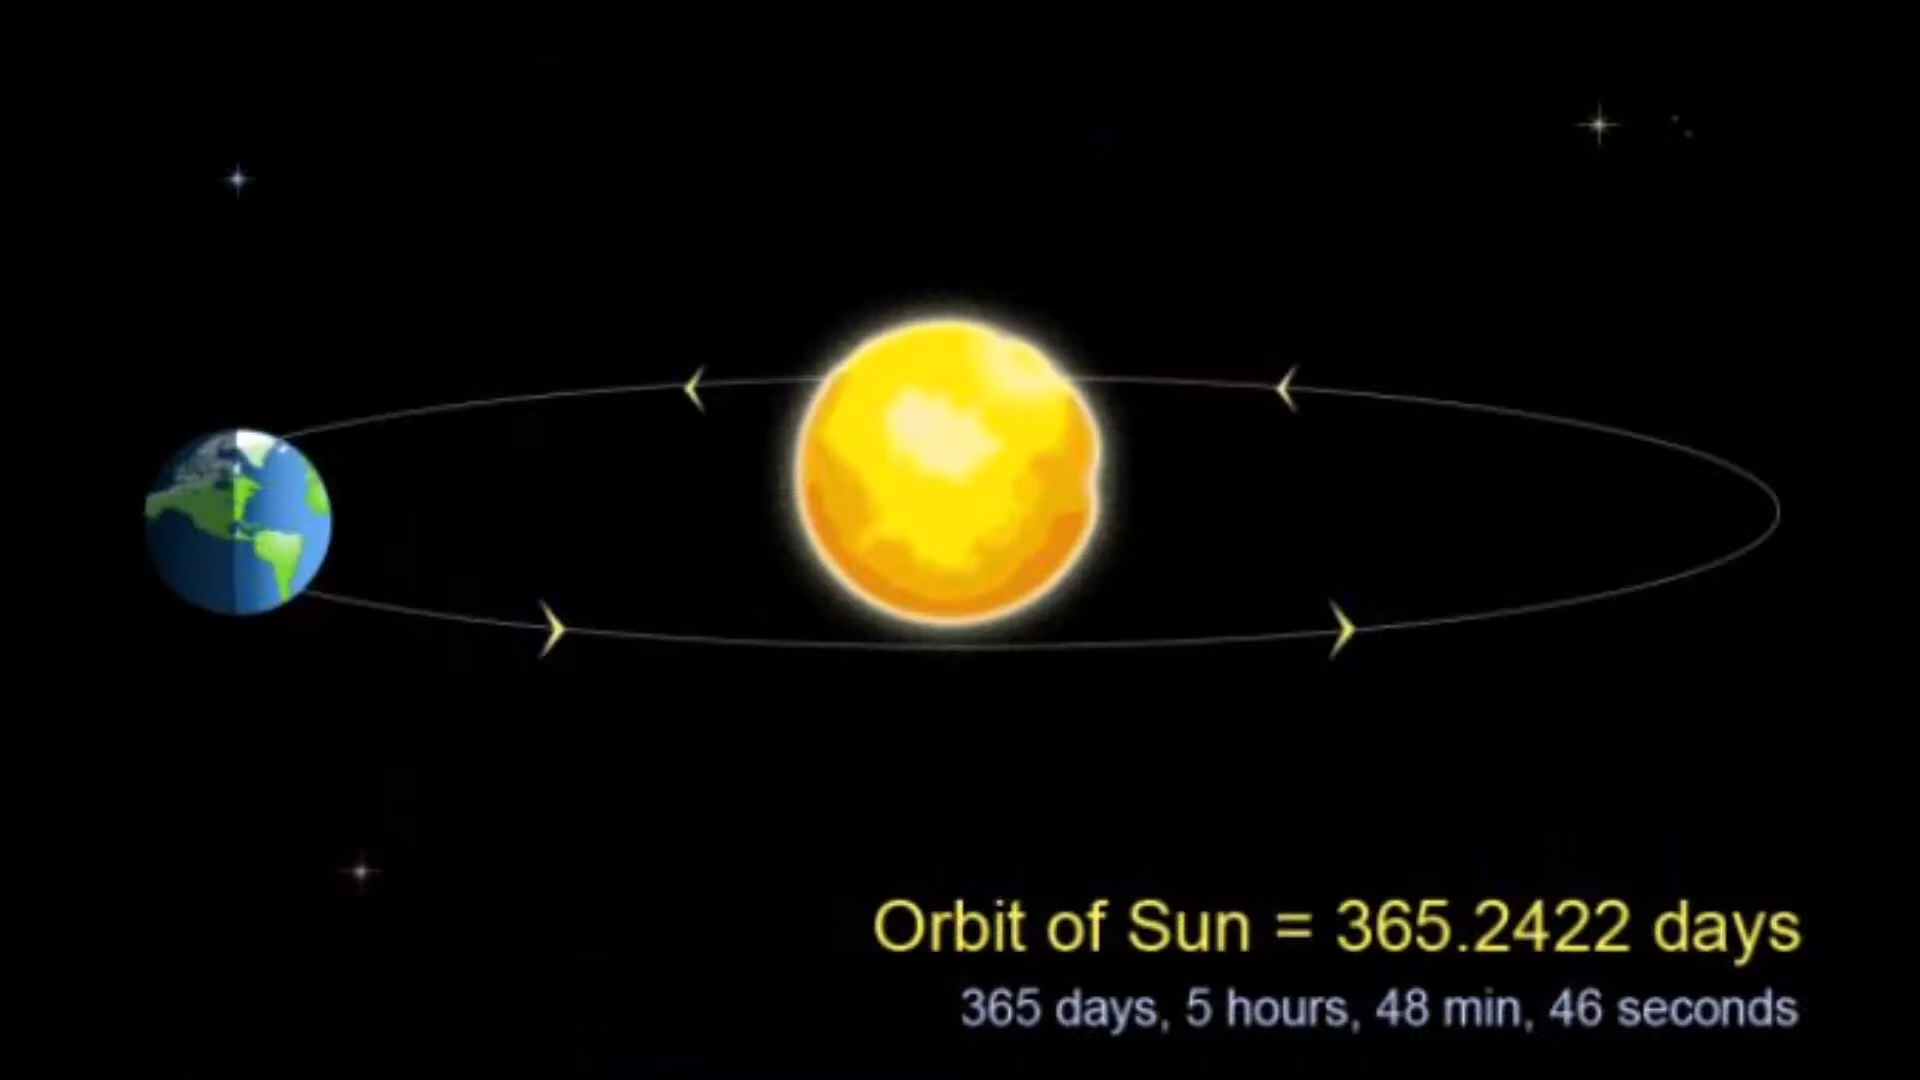 Orbit of Sun = 365.2422 days
365 days, 5 hours, 48 min, 46 seconds